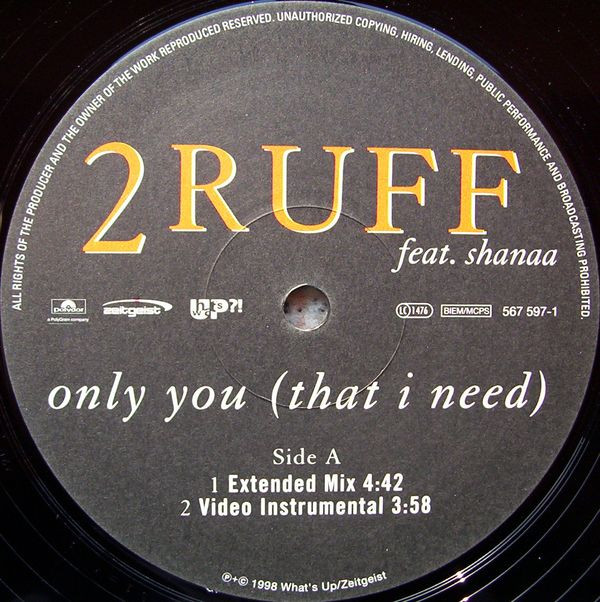 ALL RIGHTS OF THE PRODUCER AND THE OWNER OF THE WORK REPRODUCED RESERVED. UNAUTHORIZED COPYING, HIRING, LENDING, PUBLIC PERFORMANCE AND BROADCASTING PROHIBITED.
2RUFF
feat. shanaa
polydor
a PolyGram company
zeitgeist
whats UP?!
LC 1476
BIEM/MCPS
567 597-1
only you (that i need)
Side A
1 Extended Mix 4:42
2 Video Instrumental 3:58
℗+© 1998 What's Up/Zeitgeist